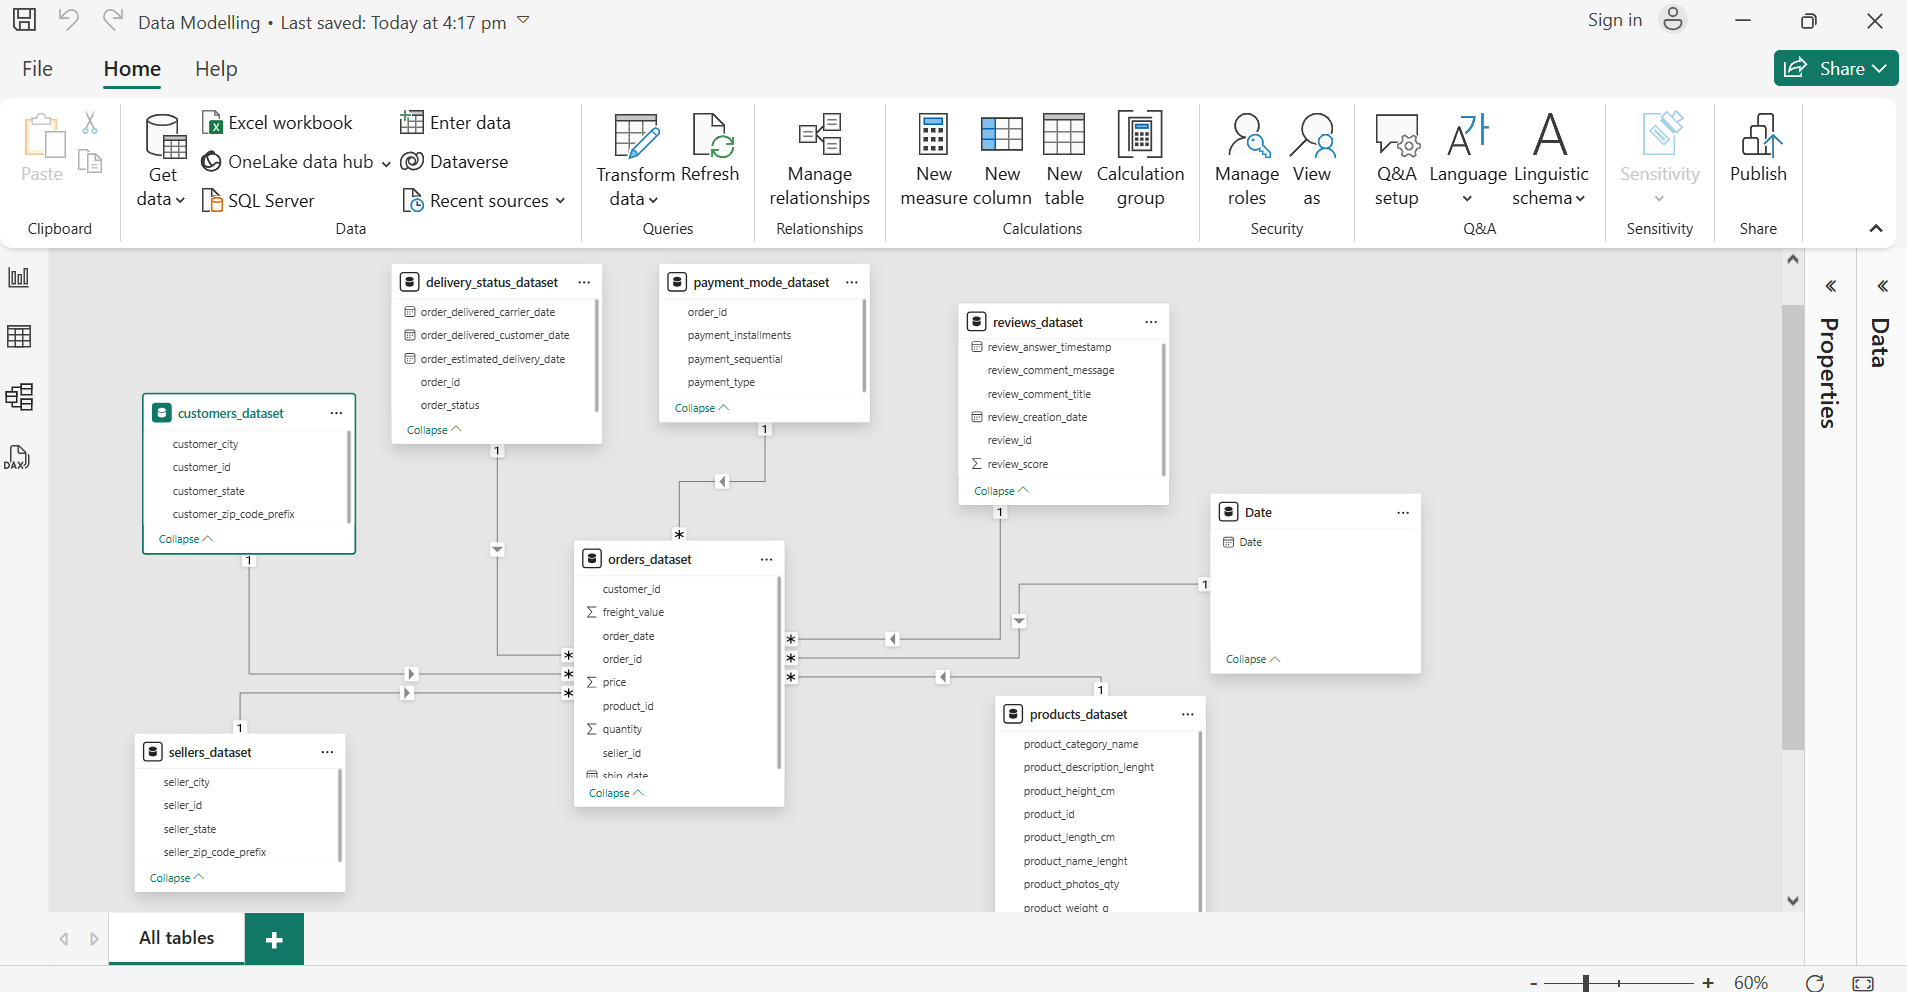 Data Modelling • Last saved: Today at 4:17 pm
Sign in
File
Home
Help
Share
Paste
Clipboard
Get data
Excel workbook
OneLake data hub
SQL Server
Enter data
Dataverse
Recent sources
Data
Transform data
Refresh
Queries
Manage relationships
Relationships
New measure
New column
New table
Calculation group
Calculations
Manage roles
View as
Security
Q&A setup
Language
Linguistic schema
Q&A
Sensitivity
Sensitivity
Publish
Share
DAX
delivery_status_dataset
order_delivered_carrier_date
order_delivered_customer_date
order_estimated_delivery_date
order_id
order_status
Collapse
1
payment_mode_dataset
order_id
payment_installments
payment_sequential
payment_type
Collapse
1
reviews_dataset
review_answer_timestamp
review_comment_message
review_comment_title
review_creation_date
review_id
∑ review_score
Collapse
1
customers_dataset
customer_city
customer_id
customer_state
customer_zip_code_prefix
Collapse
1
Date
Date
Collapse
1
orders_dataset
customer_id
∑ freight_value
order_date
order_id
∑ price
product_id
∑ quantity
seller_id
ship_date
Collapse
*
*
*
*
*
*
*
sellers_dataset
seller_city
seller_id
seller_state
seller_zip_code_prefix
Collapse
1
products_dataset
product_category_name
product_description_lenght
product_height_cm
product_id
product_length_cm
product_name_lenght
product_photos_qty
product_weight_g
1
Properties
Data
All tables
+
-
+
60%